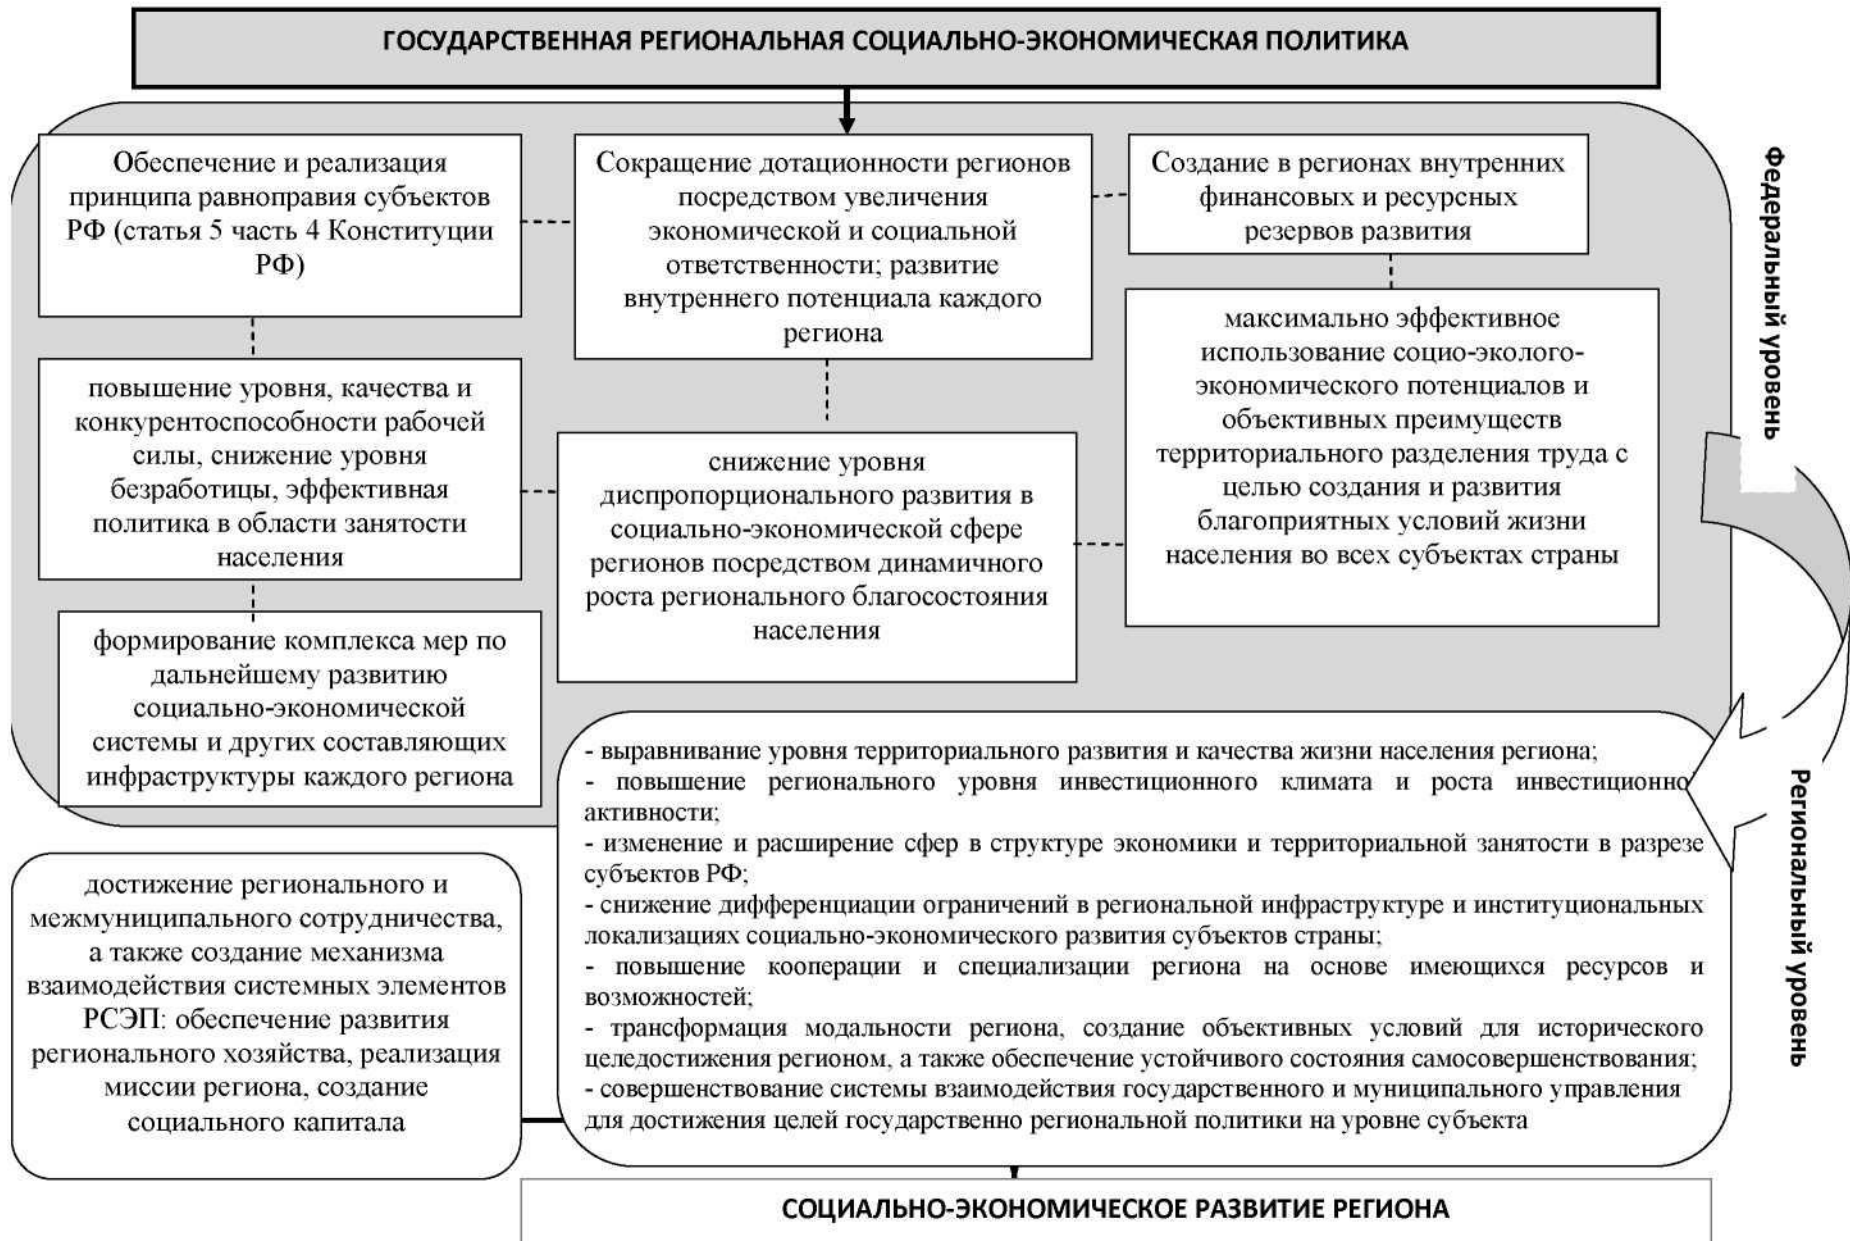 ГОСУДАРСТВЕННАЯ РЕГИОНАЛЬНАЯ СОЦИАЛЬНО-ЭКОНОМИЧЕСКАЯ ПОЛИТИКА
Обеспечение и реализация
принципа равноправия субъектов
РФ (статья 5 часть 4 Конституции
РФ)
Сокращение дотационности регионов
посредством увеличения
экономической и социальной
ответственности; развитие
внутреннего потенциала каждого
региона
Создание в регионах внутренних
финансовых и ресурсных
резервов развития
Федеральный уровень
повышение уровня, качества и
конкурентоспособности рабочей
силы, снижение уровня
безработицы, эффективная
политика в области занятости
населения
снижение уровня
диспропорционального развития в
социально-экономической сфере
регионов посредством динамичного
роста регионального благосостояния
населения
максимально эффективное
использование социо-эколого-
экономического потенциалов и
объективных преимуществ
территориального разделения труда с
целью создания и развития
благоприятных условий жизни
населения во всех субъектах страны
формирование комплекса мер по
дальнейшему развитию
социально-экономической
системы и других составляющих
инфраструктуры каждого региона
- выравнивание уровня территориального развития и качества жизни населения региона;
- повышение регионального уровня инвестиционного климата и роста инвестиционно
активности;
- изменение и расширение сфер в структуре экономики и территориальной занятости в разрезе
субъектов РФ;
- снижение дифференциации ограничений в региональной инфраструктуре и институциональных
локализациях социально-экономического развития субъектов страны;
- повышение кооперации и специализации региона на основе имеющихся ресурсов и
возможностей;
- трансформация модальности региона, создание объективных условий для исторического
целедостижения регионом, а также обеспечение устойчивого состояния самосовершенствования;
- совершенствование системы взаимодействия государственного и муниципального управления
для достижения целей государственно региональной политики на уровне субъекта
Региональный уровень
достижение регионального и
межмуниципального сотрудничества,
а также создание механизма
взаимодействия системных элементов
РСЭП: обеспечение развития
регионального хозяйства, реализация
миссии региона, создание
социального капитала
СОЦИАЛЬНО-ЭКОНОМИЧЕСКОЕ РАЗВИТИЕ РЕГИОНА